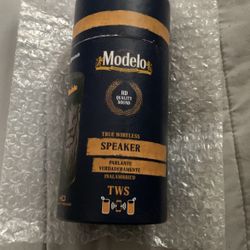 Modelo
HD
QUALITY
SOUND
TRUE WIRELESS
SPEAKER
PARLANTE
VERDADERAMENTE
INALÁMBRICO
TWS